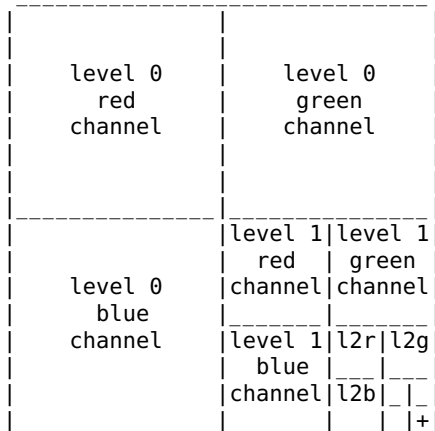 level 0 level 0
red green
channel channel
level 1 level 1
red green
level 0 channel channel
blue
channel level 1 l2r l2g
blue
channel l2b
+